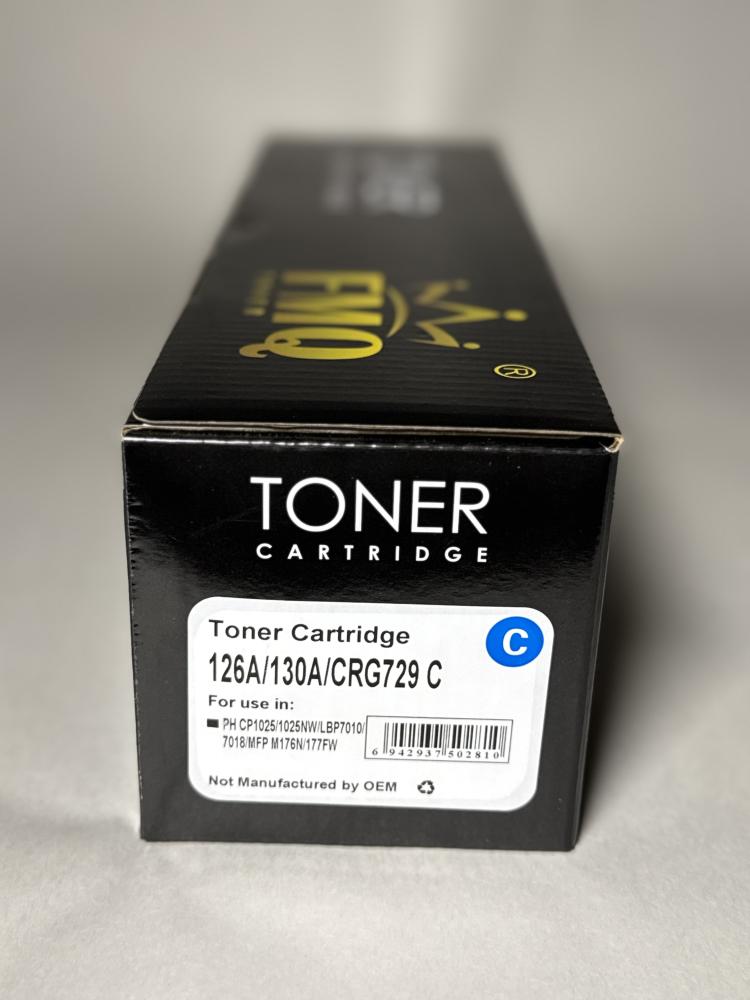 FMQ
®
TONER
CARTRIDGE
Toner Cartridge
C
126A/130A/CRG729 C
For use in:
PH CP1025/1025NW/LBP7010/
7018/MFP M176N/177FW
6 942937 502810
Not Manufactured by OEM